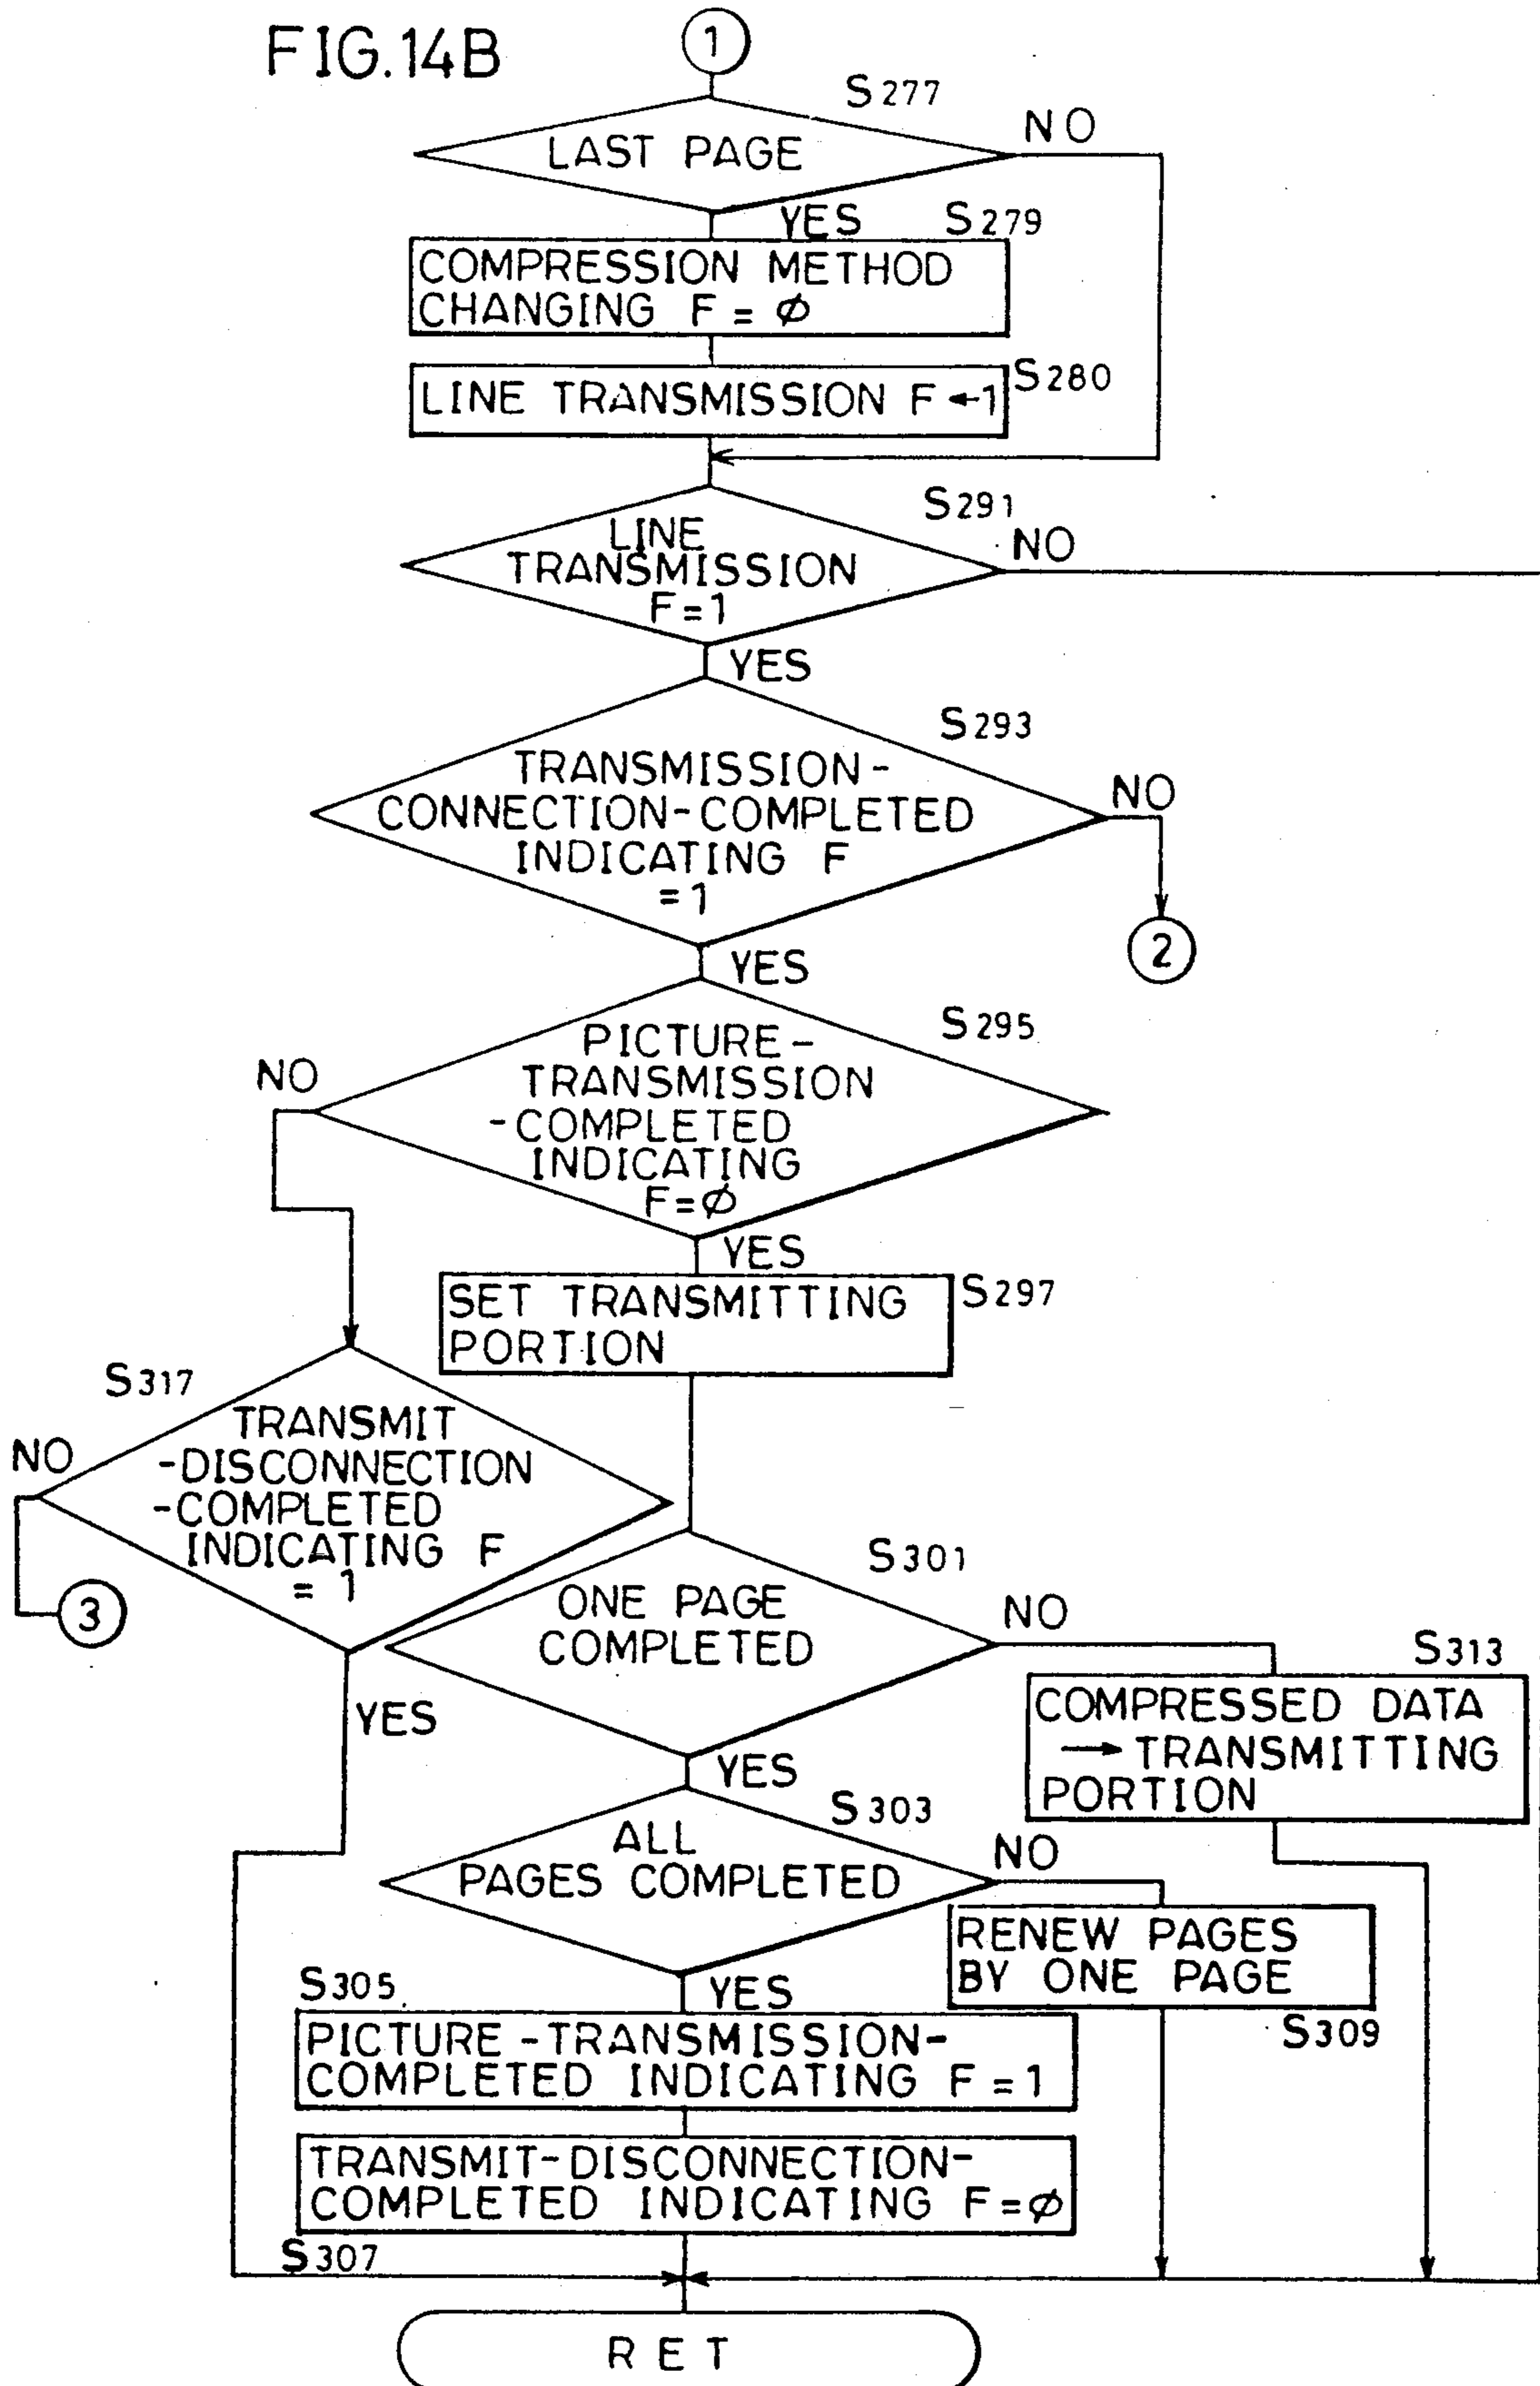 FIG.14B
1
S277
LAST PAGE
NO
YES
S279
COMPRESSION METHOD
CHANGING F = ϕ
S280
LINE TRANSMISSION F ←1
S291
LINE
TRANSMISSION
F=1
NO
YES
S293
TRANSMISSION-
CONNECTION-COMPLETED
INDICATING F
=1
NO
2
YES
S295
PICTURE-
TRANSMISSION
-COMPLETED
INDICATING
F=ϕ
NO
YES
SET TRANSMITTING
PORTION
S297
S317
TRANSMIT
-DISCONNECTION
-COMPLETED
INDICATING F
= 1
NO
3
YES
S301
ONE PAGE
COMPLETED
NO
S313
COMPRESSED DATA
→ TRANSMITTING
PORTION
YES
S303
ALL
PAGES COMPLETED
NO
RENEW PAGES
BY ONE PAGE
S309
YES
S305
PICTURE-TRANSMISSION-
COMPLETED INDICATING F = 1
TRANSMIT-DISCONNECTION-
COMPLETED INDICATING F=ϕ
S307
RET